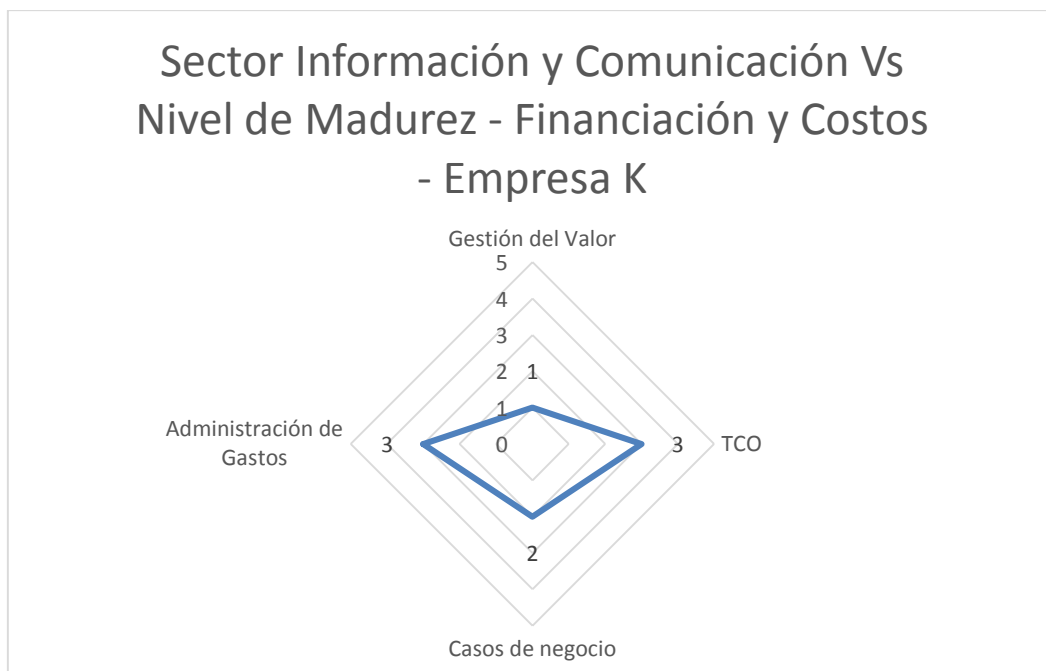 Sector Información y Comunicación Vs
Nivel de Madurez - Financiación y Costos
- Empresa K
Gestión del Valor
5
4
3
2
1
1
0
Administración de
Gastos
3
3
TCO
2
Casos de negocio